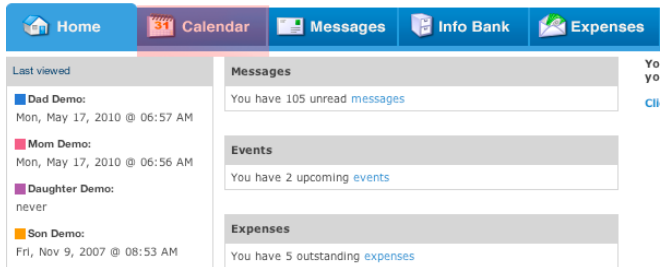 Home
31 Calendar
Messages
Info Bank
Expenses
Last viewed
Dad Demo:
Mon, May 17, 2010 @ 06:57 AM
Mom Demo:
Mon, May 17, 2010 @ 06:56 AM
Daughter Demo:
never
Son Demo:
Fri, Nov 9, 2007 @ 08:53 AM
Messages
You have 105 unread messages
Events
You have 2 upcoming events
Expenses
You have 5 outstanding expenses
Yo
yo
Cli